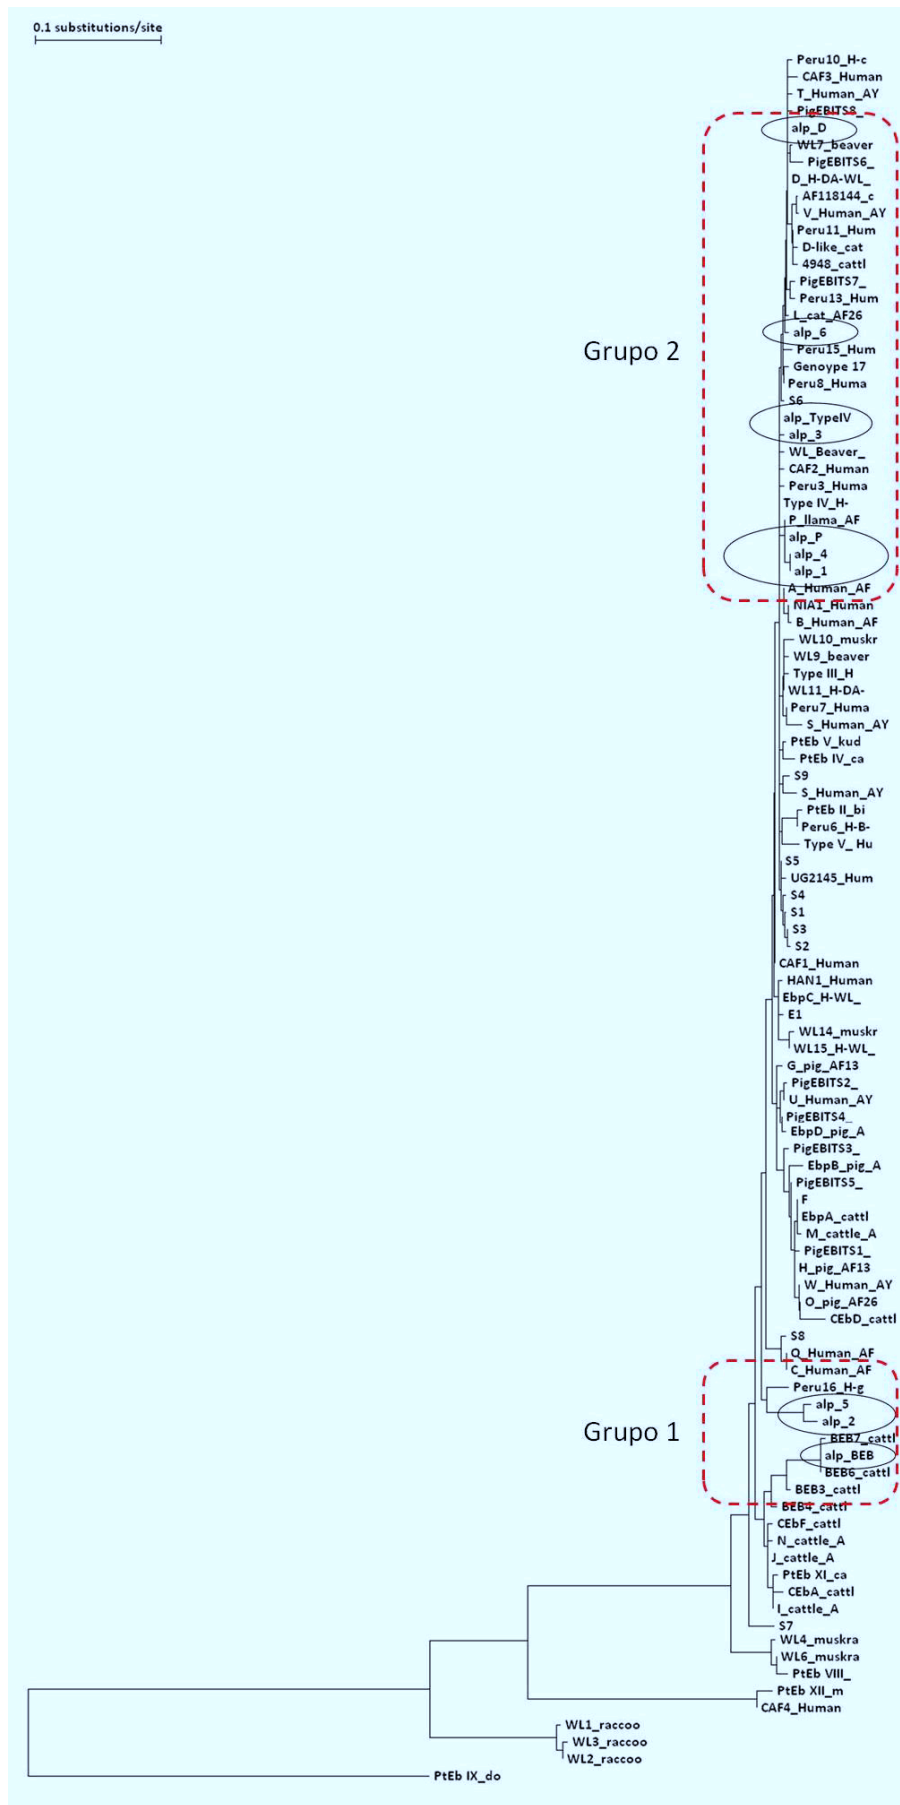 0.1 substitutions/site
Peru10_H-c
CAF3_Human
T_Human_AY
PigEBITS8_
alp_D
WL7_beaver
PigEBITS6_
D_H-DA-WL_
AF118144_c
V_Human_AY
Peru11_Hum
D-like_cat
4948_cattl
PigEBITS7_
Peru13_Hum
L_cat_AF26
alp_6
Grupo 2
Peru15_Hum
Genoype 17
Peru8_Huma
S6
alp_TypeIV
alp_3
WL_Beaver_
CAF2_Human
Peru3_Huma
Type IV_H-
P_llama_AF
alp_P
alp_4
alp_1
A_Human_AF
NIA1_Human
B_Human_AF
WL10_muskr
WL9_beaver
Type III_H
WL11_H-DA-
Peru7_Huma
S_Human_AY
PtEb V_kud
PtEb IV_ca
S9
S_Human_AY
PtEb II_bi
Peru6_H-B-
Type V_ Hu
S5
UG2145_Hum
S4
S1
S3
S2
CAF1_Human
HAN1_Human
EbpC_H-WL_
E1
WL14_muskr
WL15_H-WL_
G_pig_AF13
PigEBITS2_
U_Human_AY
PigEBITS4_
EbpD_pig_A
PigEBITS3_
EbpB_pig_A
PigEBITS5_
F
EbpA_cattl
M_cattle_A
PigEBITS1_
H_pig_AF13
W_Human_AY
O_pig_AF26
CEbD_cattl
S8
Q_Human_AF
C_Human_AF
Peru16_H-g
alp_5
alp_2
Grupo 1
BEB7_cattl
alp_BEB
BEB6_cattl
BEB3_cattl
BEB4_cattl
CEbF_cattl
N_cattle_A
J_cattle_A
PtEb XI_ca
CEbA_cattl
I_cattle_A
S7
WL4_muskra
WL6_muskra
PtEb VIII_
PtEb XII_m
CAF4_Human
WL1_raccoo
WL3_raccoo
WL2_raccoo
PtEb IX_do